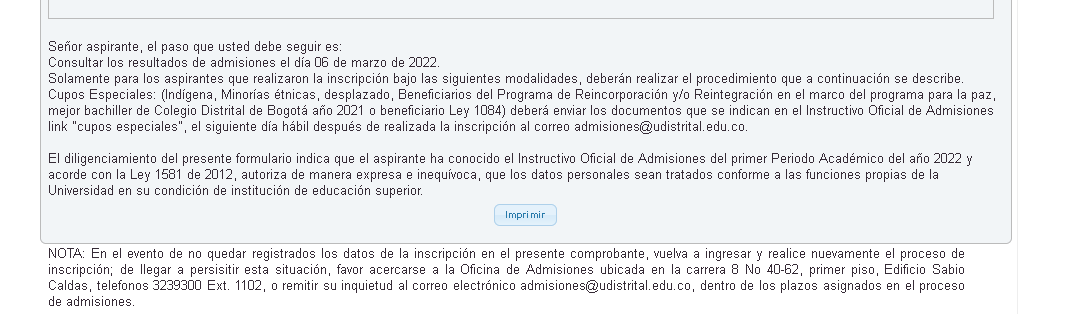 Señor aspirante, el paso que usted debe seguir es:
Consultar los resultados de admisiones el día 06 de marzo de 2022.
Solamente para los aspirantes que realizaron la inscripción bajo las siguientes modalidades, deberán realizar el procedimiento que a continuación se describe.
Cupos Especiales: (Indígena, Minorías étnicas, desplazado, Beneficiarios del Programa de Reincorporación y/o Reintegración en el marco del programa para la paz,
mejor bachiller de Colegio Distrital de Bogotá año 2021 o beneficiario Ley 1084) deberá enviar los documentos que se indican en el Instructivo Oficial de Admisiones
link "cupos especiales", el siguiente día hábil después de realizada la inscripción al correo admisiones@udistrital.edu.co.
El diligenciamiento del presente formulario indica que el aspirante ha conocido el Instructivo Oficial de Admisiones del primer Periodo Académico del año 2022 y
acorde con la Ley 1581 de 2012, autoriza de manera expresa e inequívoca, que los datos personales sean tratados conforme a las funciones propias de la
Universidad en su condición de institución de educación superior.
Imprimir
NOTA: En el evento de no quedar registrados los datos de la inscripción en el presente comprobante, vuelva a ingresar y realice nuevamente el proceso de
inscripción; de llegar a persisitir esta situación, favor acercarse a la Oficina de Admisiones ubicada en la carrera 8 No 40-62, primer piso, Edificio Sabio
Caldas, telefonos 3239300 Ext. 1102, o remitir su inquietud al correo electrónico admisiones@udistrital.edu.co, dentro de los plazos asignados en el proceso
de admisiones.